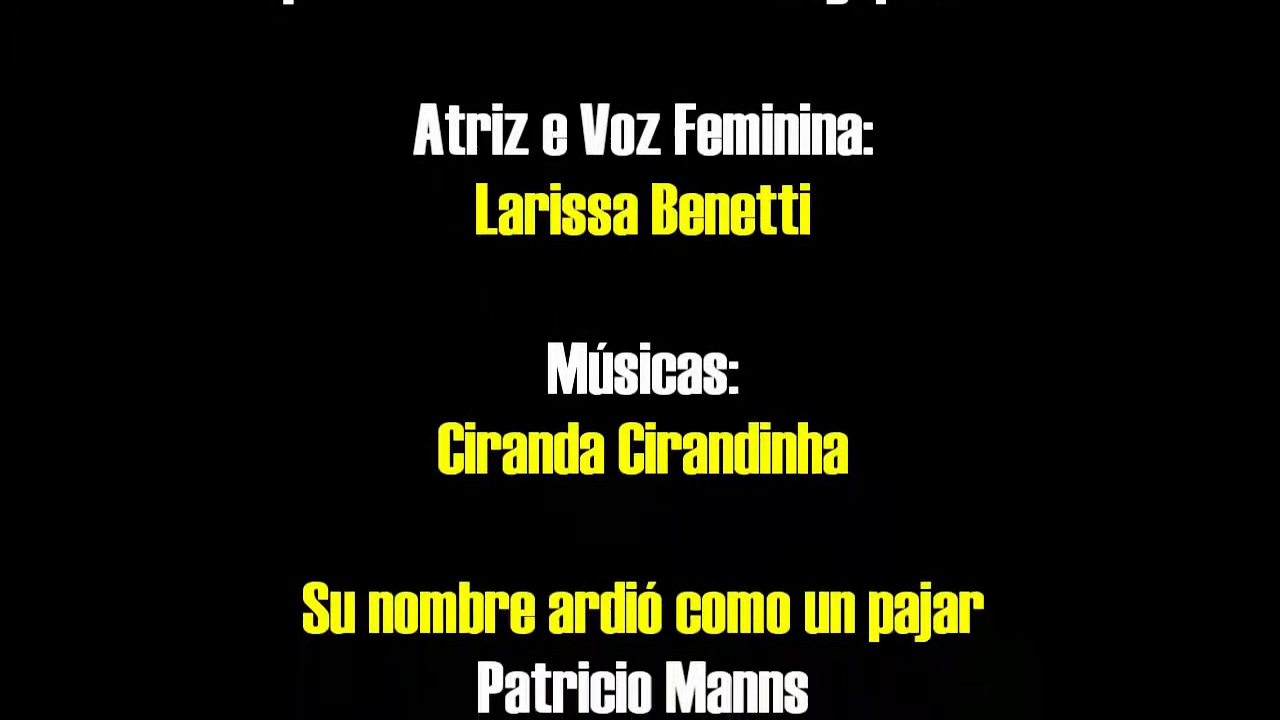 Atriz e Voz Feminina:
Larissa Benetti
Músicas:
Ciranda Cirandinha
Su nombre ardió como un pajar
Patricio Manns